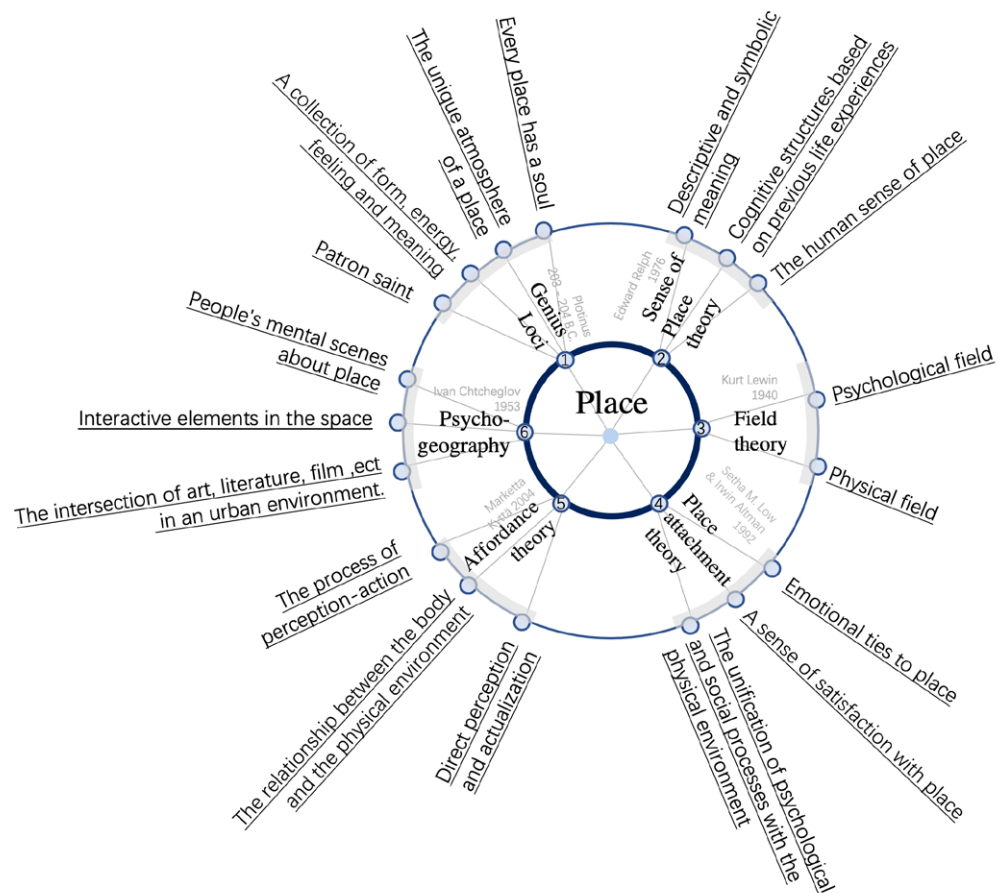 Place
1
Genius
Loci
Plotinus
203 - 204 B.C.
Every place has a soul
The unique atmosphere
of a place
A collection of form, energy,
feeling and meaning
Patron saint
2
Sense of
Place
theory
Edward Relph
1976
Descriptive and symbolic
meaning
Cognitive structures based
on previous life experiences
The human sense of place
3
Field
theory
Kurt Lewin
1940
Psychological field
Physical field
4
Place
attachment
theory
Setha M. Low
& Irwin Altman
1992
Emotional ties to place
A sense of satisfaction with place
The unification of psychological
and social processes with the
physical environment
5
Affordance
theory
Marketta
2004
Direct perception
and actualization
The relationship between the body
and the physical environment
The process of
perception-action
6
Psycho-
geography
Ivan Chtcheglov
1953
The intersection of art, literature, film ,ect
in an urban environment.
Interactive elements in the space
People's mental scenes
about place